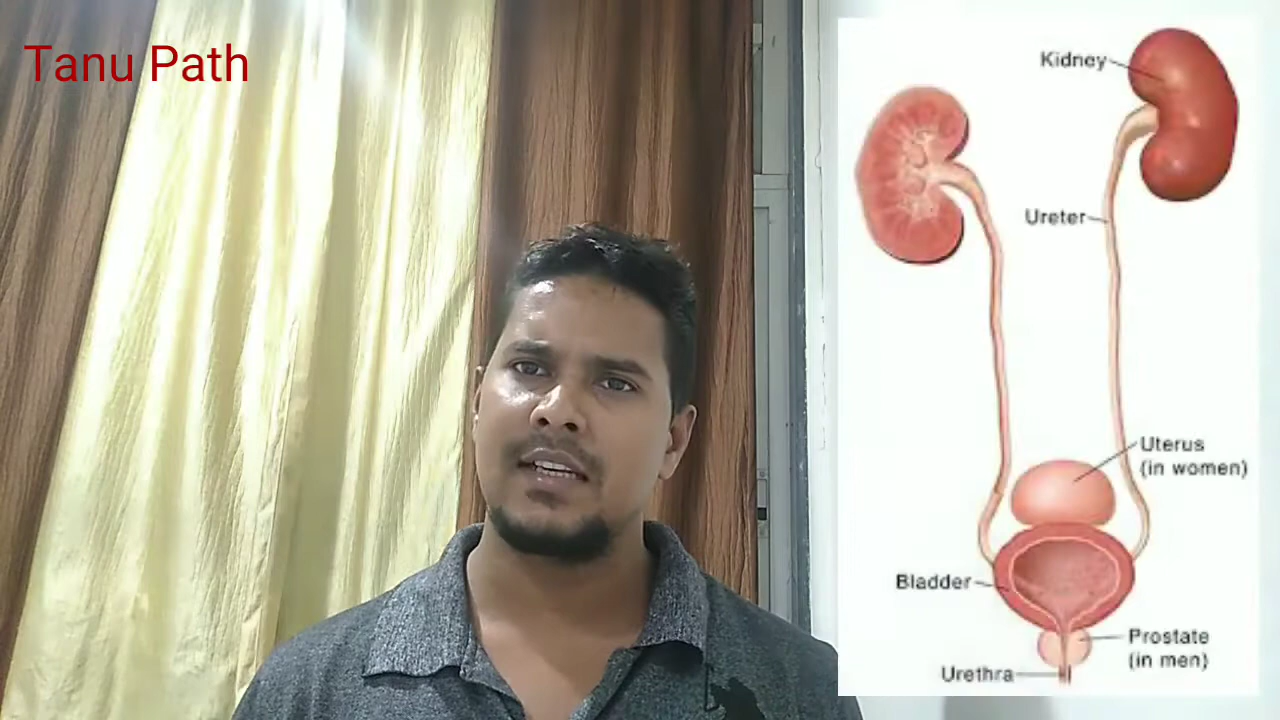 Tanu Path
Kidney
Ureter
Uterus
(in women)
Bladder
Prostate
(in men)
Urethra